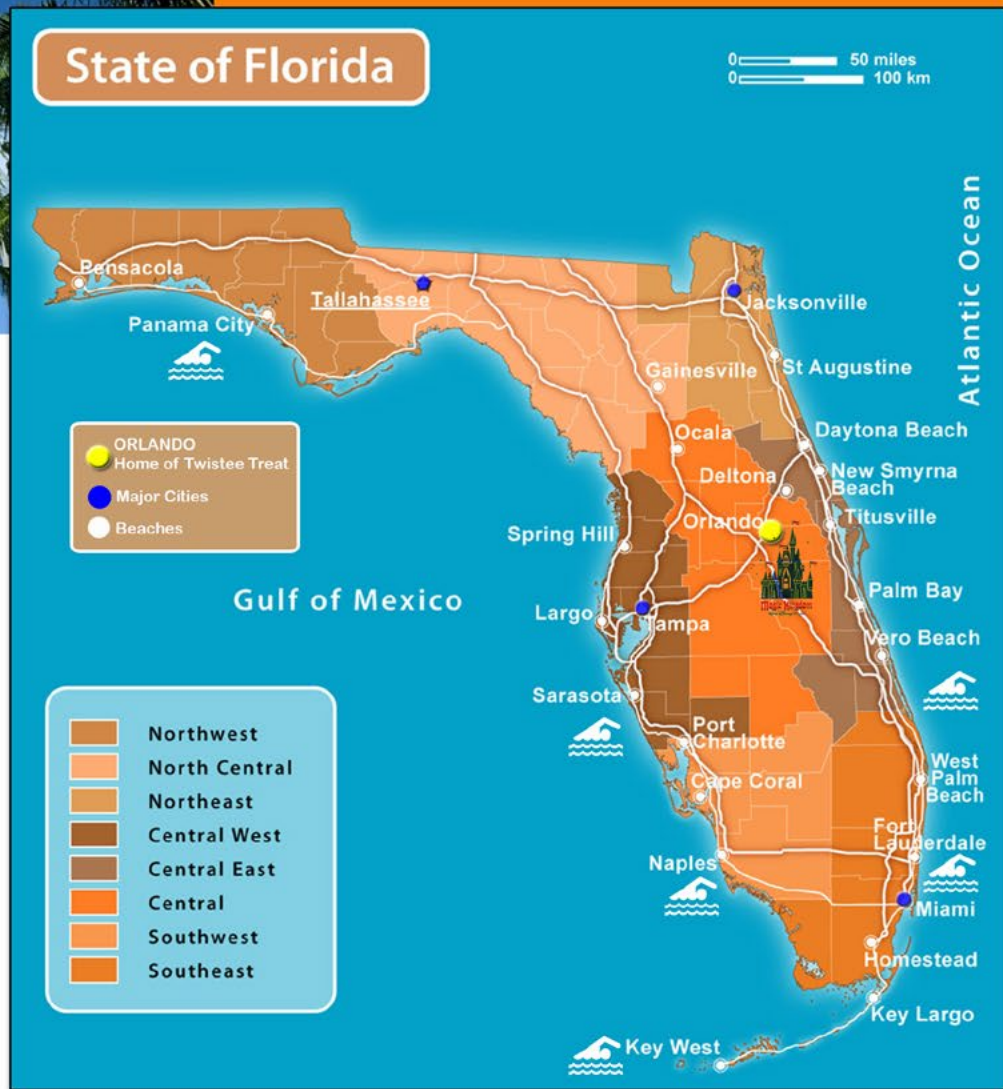 State of Florida
0 50 miles
0 100 km
Atlantic Ocean
Pensacola
Tallahassee
Panama City
Jacksonville
St Augustine
Gainesville
Ocala
Daytona Beach
Deltona
New Smyrna
Beach
Orlando
Titusville
ORLANDO
Home of Twistee Treat
Major Cities
Beaches
Spring Hill
Gulf of Mexico
Magic Kingdom
Palm Bay
Largo
Tampa
Vero Beach
Sarasota
Port
Charlotte
Cape Coral
West
Palm
Beach
Fort
Lauderdale
Naples
Miami
Homestead
Key Largo
Key West
Northwest
North Central
Northeast
Central West
Central East
Central
Southwest
Southeast